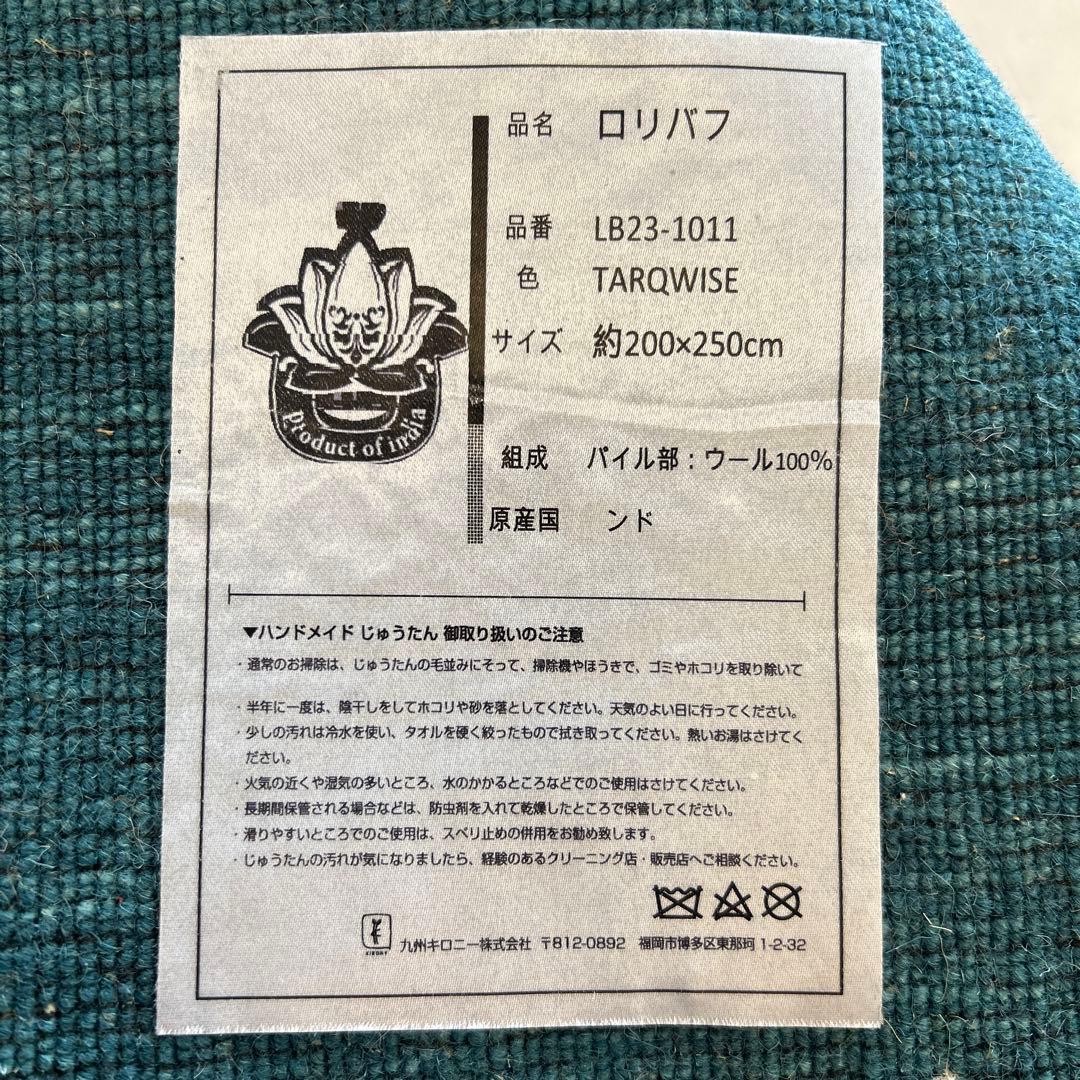 品名 ロリバフ
品番 LB23-1011
色 TARQWISE
サイズ 約200×250cm
Product of india
組成 パイル部：ウール100%
原産国 ンド
▼ハンドメイド じゅうたん 御取り扱いのご注意
・通常のお掃除は、じゅうたんの毛並みにそって、掃除機やほうきで、ゴミやホコリを取り除いて
・半年に一度は、陰干しをしてホコリや砂を落としてください。天気のよい日に行ってください。
・少しの汚れは冷水を使い、タオルを硬く絞ったもので拭き取ってください。熱いお湯はさけてく
ださい。
・火気の近くや湿気の多いところ、水のかかるところなどでのご使用はさけてください。
・長期間保管される場合などは、防虫剤を入れて乾燥したところで保管してください。
・滑りやすいところでのご使用は、スベリ止めの併用をお勧め致します。
・じゅうたんの汚れが気になりましたら、経験のあるクリーニング店・販売店へご相談ください。
KIRONY
九州キロニー株式会社 〒812-0892 福岡市博多区東那珂 1-2-32